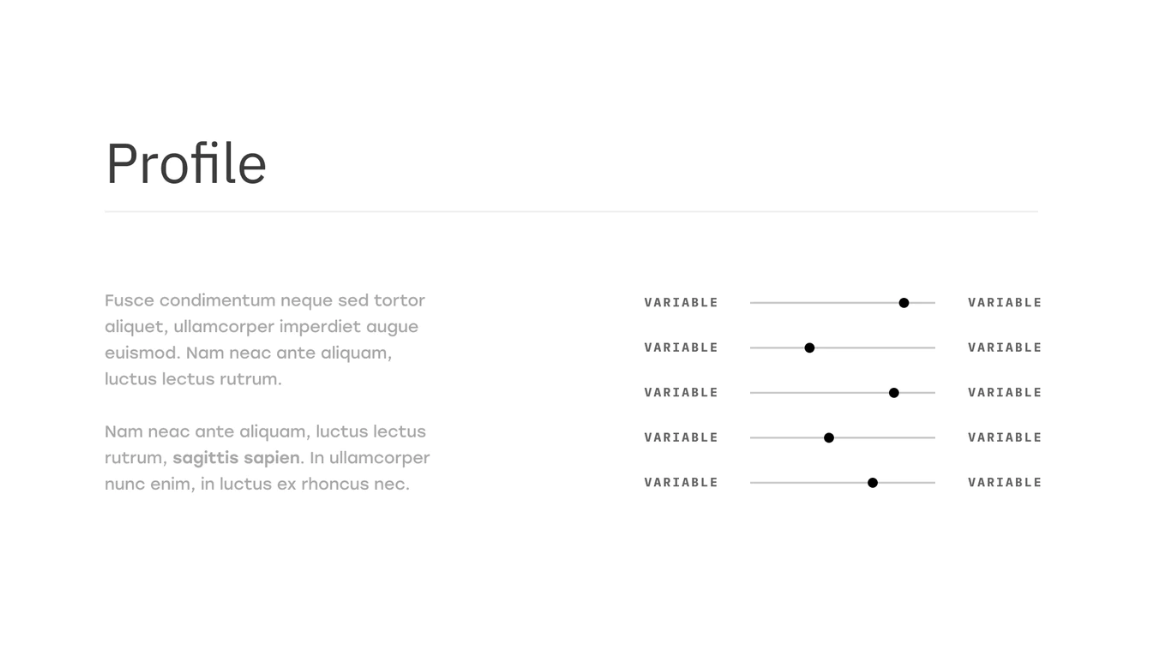 Profile
Fusce condimentum neque sed tortor
aliquet, ullamcorper imperdiet augue
euismod. Nam neac ante aliquam,
luctus lectus rutrum.
Nam neac ante aliquam, luctus lectus
rutrum, sagittis sapien. In ullamcorper
nunc enim, in luctus ex rhoncus nec.
VARIABLE VARIABLE
VARIABLE VARIABLE
VARIABLE VARIABLE
VARIABLE VARIABLE
VARIABLE VARIABLE